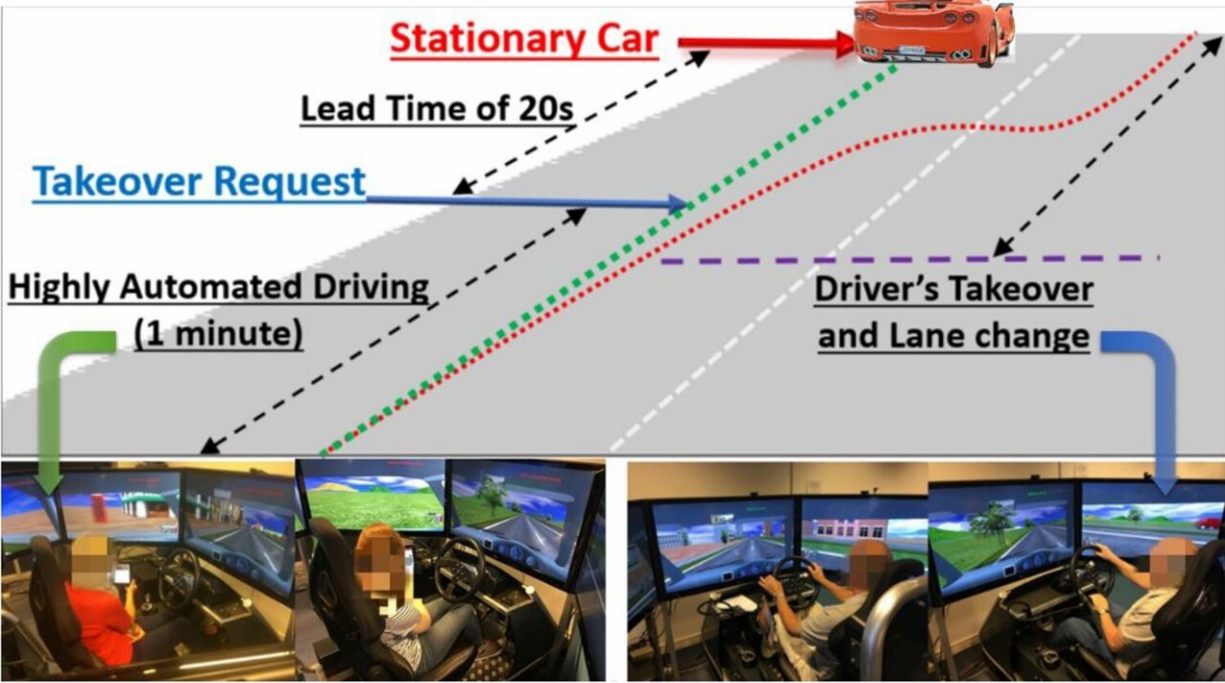 Stationary Car
Lead Time of 20s
Takeover Request
Highly Automated Driving
(1 minute)
Driver’s Takeover
and Lane change